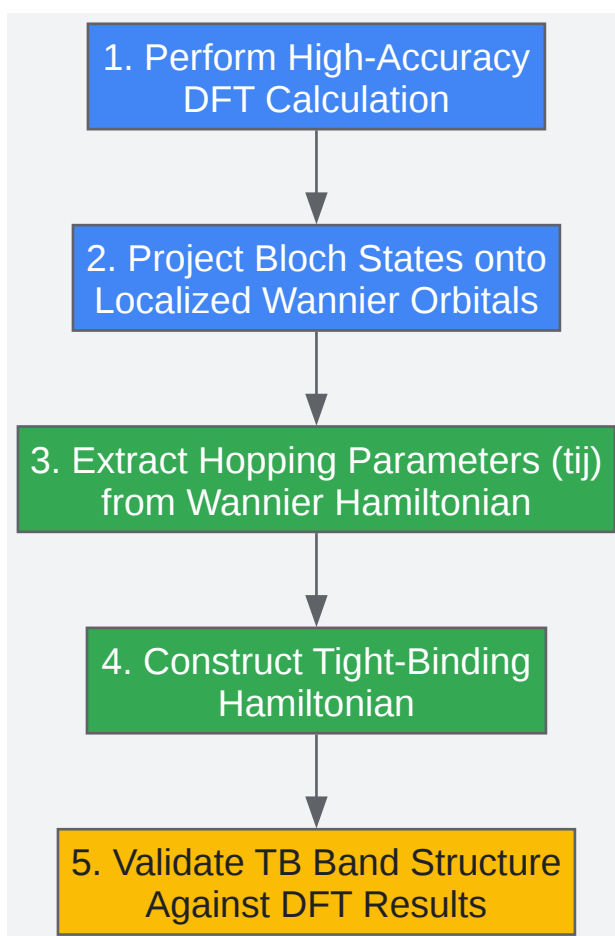 1. Perform High-Accuracy
DFT Calculation
2. Project Bloch States onto
Localized Wannier Orbitals
3. Extract Hopping Parameters (tij)
from Wannier Hamiltonian
4. Construct Tight-Binding
Hamiltonian
5. Validate TB Band Structure
Against DFT Results